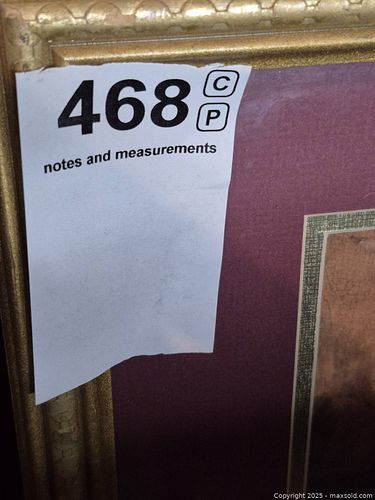 468 C
P
notes and measurements
Copyright 2025 - maxsold.com